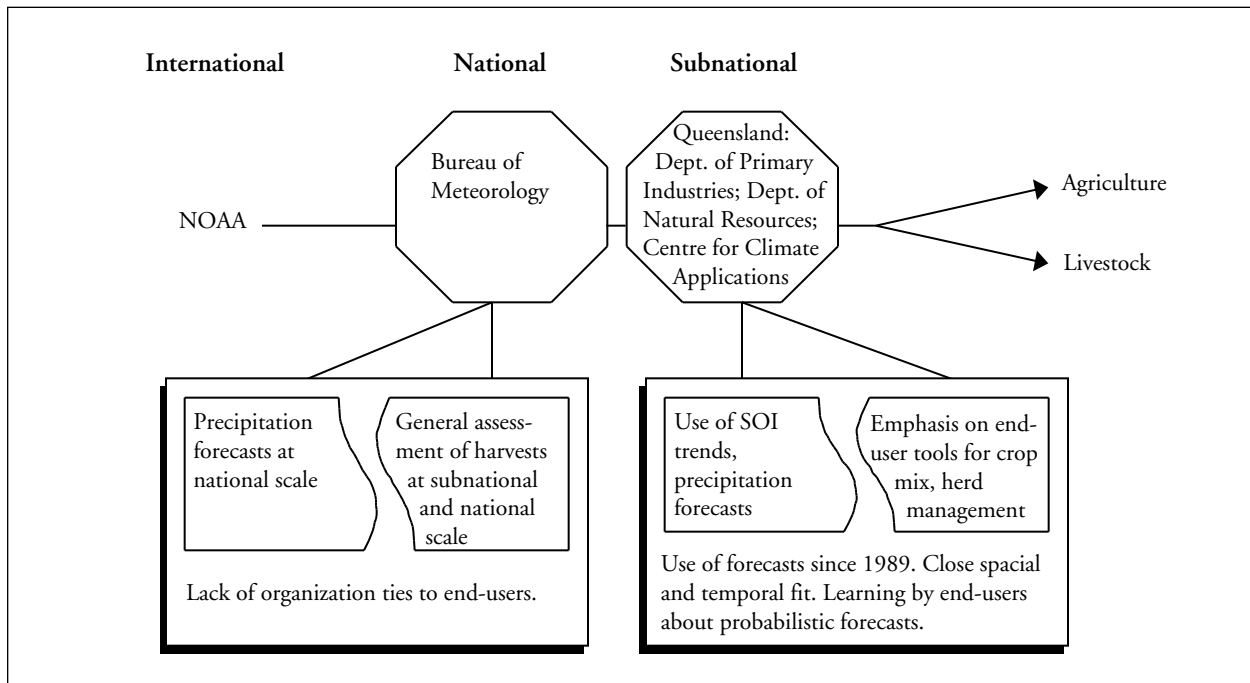 International
National
Subnational
NOAA
Bureau of
Meteorology
Queensland:
Dept. of Primary
Industries; Dept. of
Natural Resources;
Centre for Climate
Applications
Agriculture
Livestock
Precipitation
forecasts at
national scale
General assess-
ment of harvests
at subnational
and national
scale
Lack of organization ties to end-users.
Use of SOI
trends,
precipitation
forecasts
Emphasis on end-
user tools for crop
mix, herd
management
Use of forecasts since 1989. Close spacial
and temporal fit. Learning by end-users
about probabilistic forecasts.